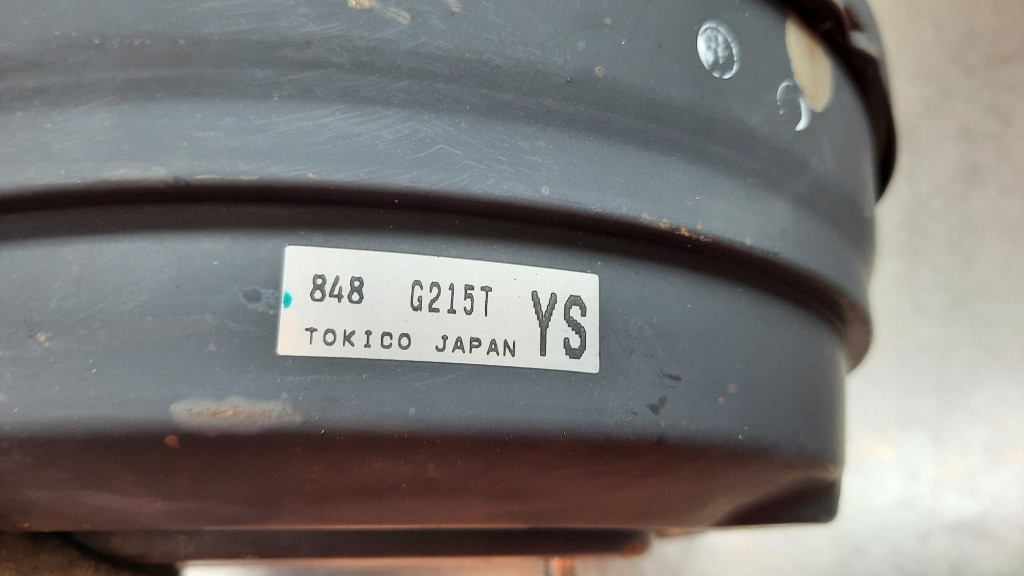 848 G215T YS
TOKICO JAPAN